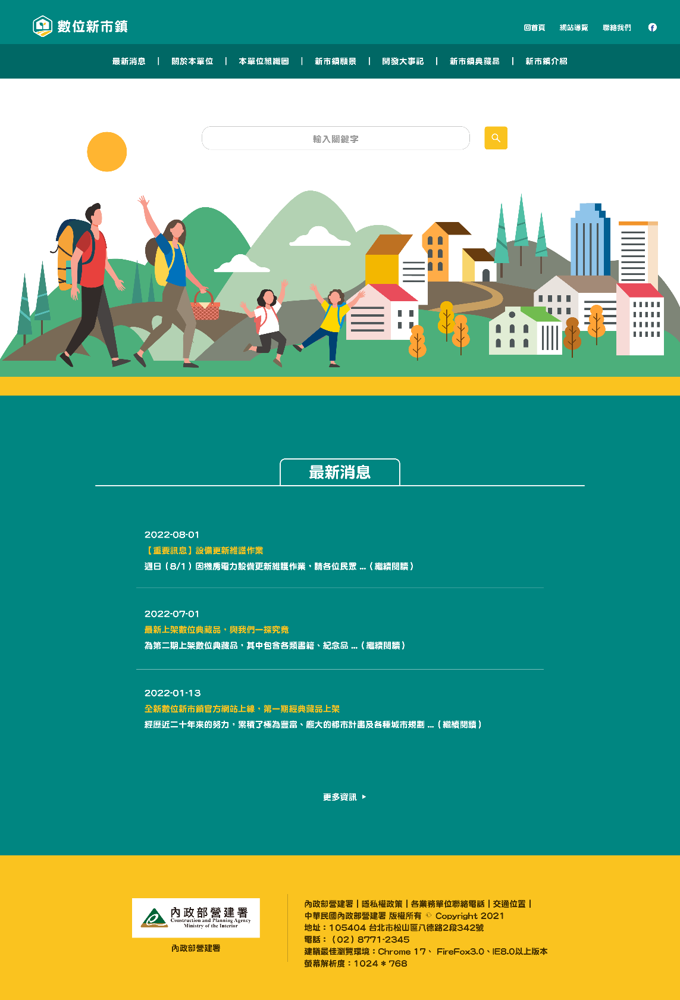 數位新市鎮
回首頁 網站導覽 聯絡我們
最新消息 | 關於本單位 | 本單位組織圖 | 新市鎮願景 | 開發大事記 | 新市鎮典藏品 | 新市鎮介紹
輸入關鍵字
最新消息
2022-08-01
【重要訊息】設備更新維護作業
週日（8/1）因機房電力設備更新維護作業，請各位民眾 ...（繼續閱讀）
2022-07-01
最新上架數位典藏品，與我們一探究竟
為第二期上架數位典藏品，其中包含各類書籍、紀念品 ...（繼續閱讀）
2022-01-13
全新數位新市鎮官方網站上線，第一期經典藏品上架
經歷近二十年來的努力，累積了極為豐富、龐大的都市計畫及各種城市規劃 ...（繼續閱讀）
更多資訊 ▶
內政部營建署
Construction and Planning Agency
Ministry of the Interior
內政部營建署
內政部營建署｜隱私權政策｜各業務單位聯絡電話｜交通位置｜
中華民國內政部營建署 版權所有 © Copyright 2021
地址：105404 台北市松山區八德路2段342號
電話：（02）8771-2345
建議最佳瀏覽環境：Chrome 17、 FireFox3.0、IE8.0以上版本
螢幕解析度：1024 * 768